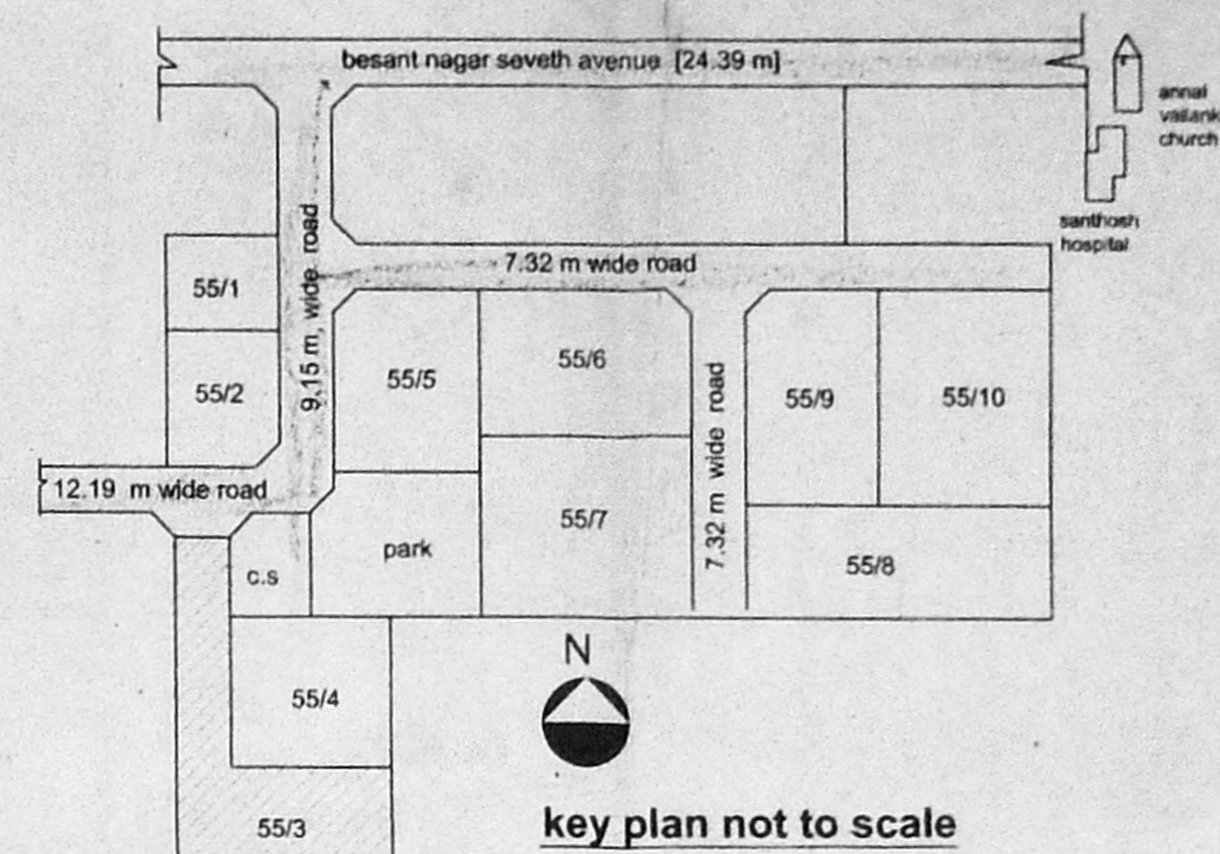 besant nagar seveth avenue [24.39 m]
annai
vailank
church
santhosh
hospital
7.32 m wide road
9.15 m, wide road
55/1
55/2
55/5
55/6
55/9
55/10
12.19 m wide road
55/7
7.32 m wide road
park
c.s
55/8
55/4
N
55/3
key plan not to scale